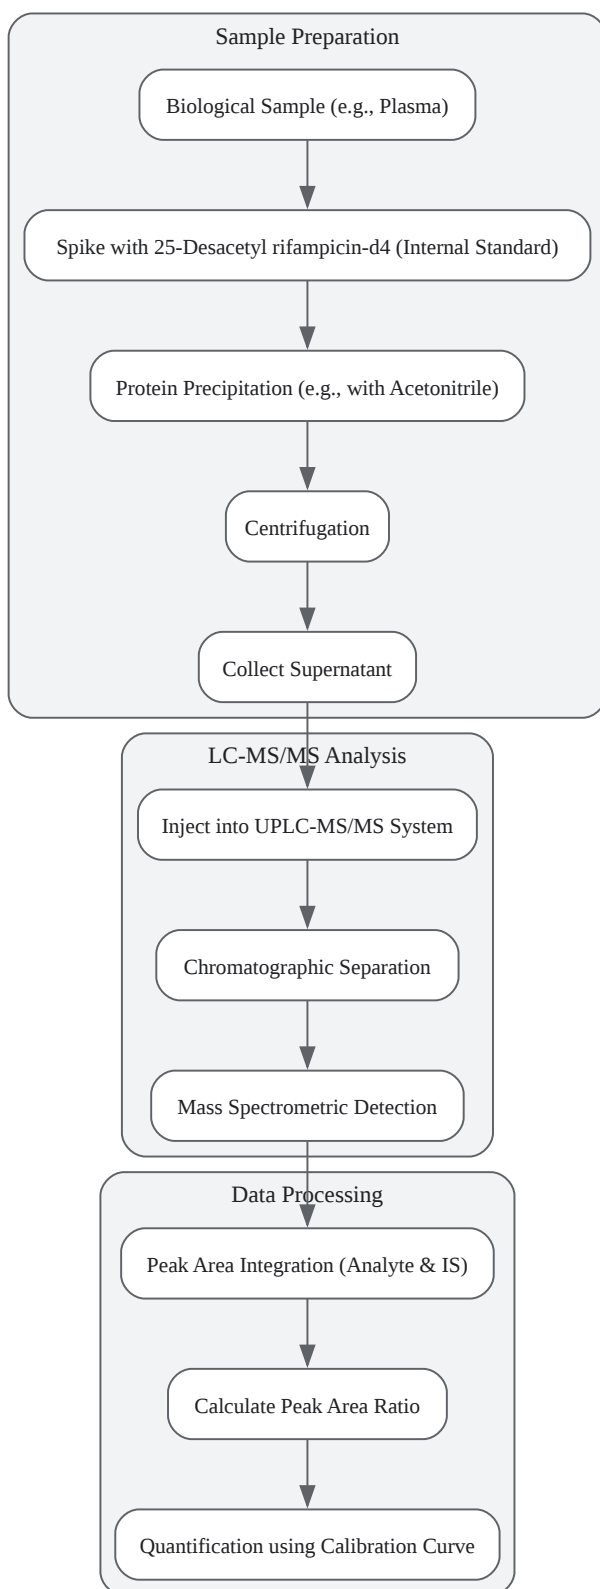 Sample Preparation
Biological Sample (e.g., Plasma)
Spike with 25-Desacetyl rifampicin-d4 (Internal Standard)
Protein Precipitation (e.g., with Acetonitrile)
Centrifugation
Collect Supernatant
LC-MS/MS Analysis
Inject into UPLC-MS/MS System
Chromatographic Separation
Mass Spectrometric Detection
Data Processing
Peak Area Integration (Analyte & IS)
Calculate Peak Area Ratio
Quantification using Calibration Curve